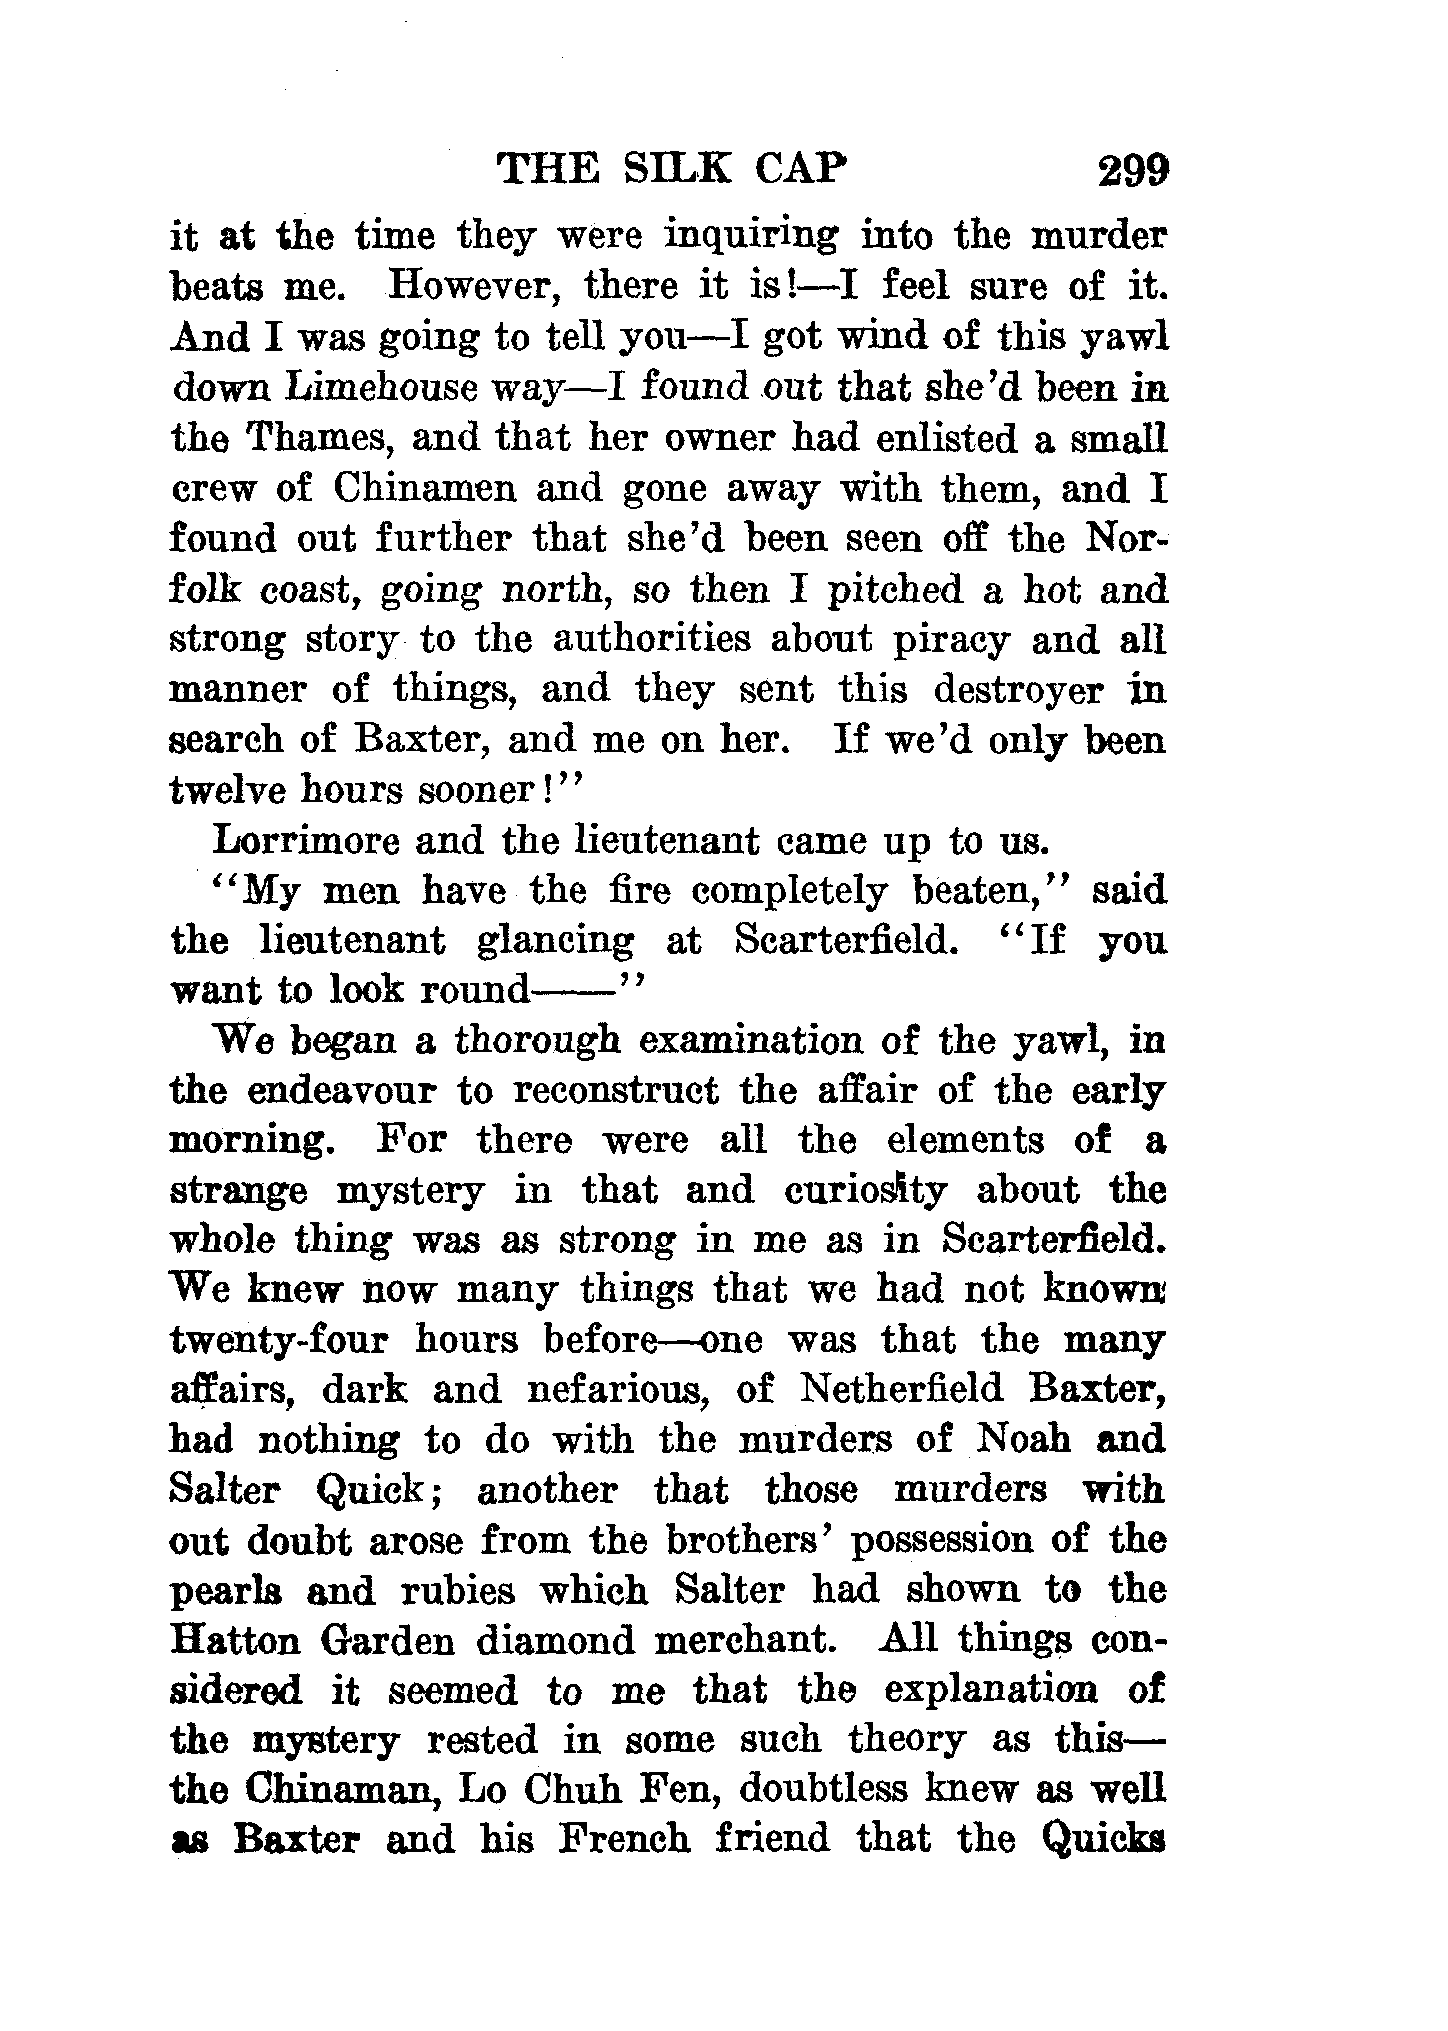 THE SILK CAP 299
it at the time they were inquiring into the murder
beats me. However, there it is!—I feel sure of it.
And I was going to tell you—I got wind of this yawl
down Limehouse way—I found out that she'd been in
the Thames, and that her owner had enlisted a small
crew of Chinamen and gone away with them, and I
found out further that she'd been seen off the Nor-
folk coast, going north, so then I pitched a hot and
strong story to the authorities about piracy and all
manner of things, and they sent this destroyer in
search of Baxter, and me on her. If we'd only been
twelve hours sooner!"
Lorrimore and the lieutenant came up to us.
"My men have the fire completely beaten," said
the lieutenant glancing at Scarterfield. "If you
want to look round——"
We began a thorough examination of the yawl, in
the endeavour to reconstruct the affair of the early
morning. For there were all the elements of a
strange mystery in that and curiosity about the
whole thing was as strong in me as in Scarterfield.
We knew now many things that we had not known
twenty-four hours before—one was that the many
affairs, dark and nefarious, of Netherfield Baxter,
had nothing to do with the murders of Noah and
Salter Quick; another that those murders with
out doubt arose from the brothers' possession of the
pearls and rubies which Salter had shown to the
Hatton Garden diamond merchant. All things con-
sidered it seemed to me that the explanation of
the mystery rested in some such theory as this—
the Chinaman, Lo Chuh Fen, doubtless knew as well
as Baxter and his French friend that the Quicks